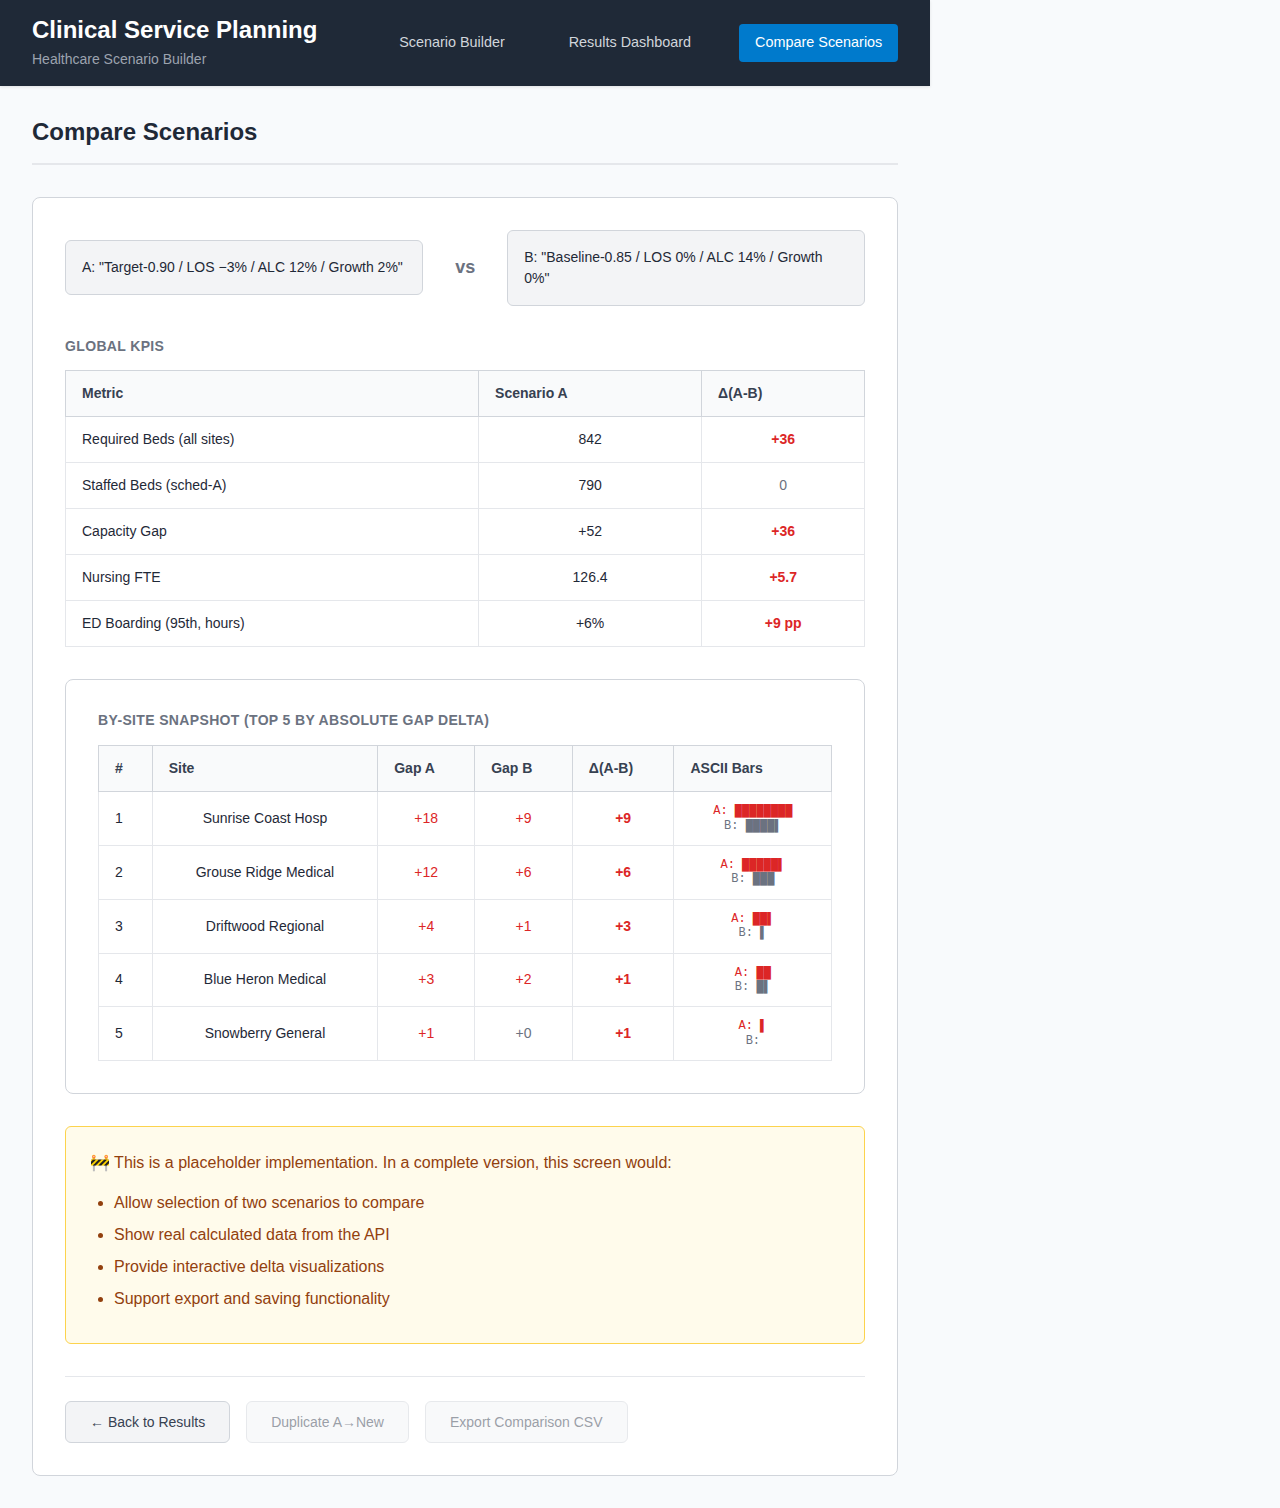 Clinical Service Planning
Healthcare Scenario Builder
Scenario Builder
Results Dashboard
Compare Scenarios
Compare Scenarios
A: "Target-0.90 / LOS −3% / ALC 12% / Growth 2%"
vs
B: "Baseline-0.85 / LOS 0% / ALC 14% / Growth
0%"
GLOBAL KPIS
Metric Scenario A Δ(A-B)
Required Beds (all sites) 842 +36
Staffed Beds (sched-A) 790 0
Capacity Gap +52 +36
Nursing FTE 126.4 +5.7
ED Boarding (95th, hours) +6% +9 pp
BY-SITE SNAPSHOT (TOP 5 BY ABSOLUTE GAP DELTA)
# Site Gap A Gap B Δ(A-B) ASCII Bars
1 Sunrise Coast Hosp +18 +9 +9 A: ████████
B: ████▌
2 Grouse Ridge Medical +12 +6 +6 A: █████▌
B: ███
3 Driftwood Regional +4 +1 +3 A: ██▌
B: ▌
4 Blue Heron Medical +3 +2 +1 A: ██
B: █▌
5 Snowberry General +1 +0 +1 A: ▌
B:
🚧 This is a placeholder implementation. In a complete version, this screen would:
• Allow selection of two scenarios to compare
• Show real calculated data from the API
• Provide interactive delta visualizations
• Support export and saving functionality
← Back to Results
Duplicate A→New
Export Comparison CSV